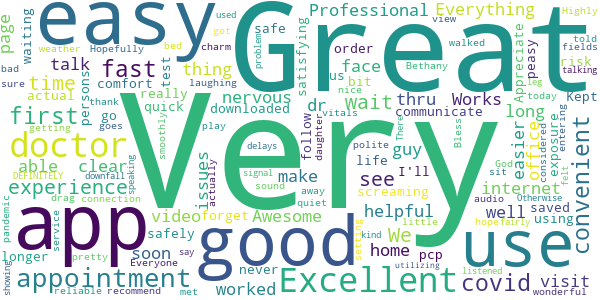 easy Great Professional Everything
page waiting Hopefully used weather bed got charm safe satisfying view walked Highly told fields
bad sure talk fast test laughing problem order face Bethany us Appreciate peasy risk talking
time thing nervous bit leg
actual really comfort downloaded wait thru Works today
persons quick dr communicate long Kept
first thank go nice Bless considered entering
getting goes play vitals There exposure
doctor smoothly follow daughter guy easier office
able clear delays polite God felt
experience issues actually life see I'll sit internet convenient
DEFINITELY downfall speaking signal away make screaming Otherwise
pandemic drag connection video sound quiet helpful audio
app forget Awesome We well saved using
longer safely little hope fairly
service soon say never home pcp use
Everyone pretty setting kind utilizing
appointment good covid visit
showing reliable recommend met worked Excellent listened wonderful
Very